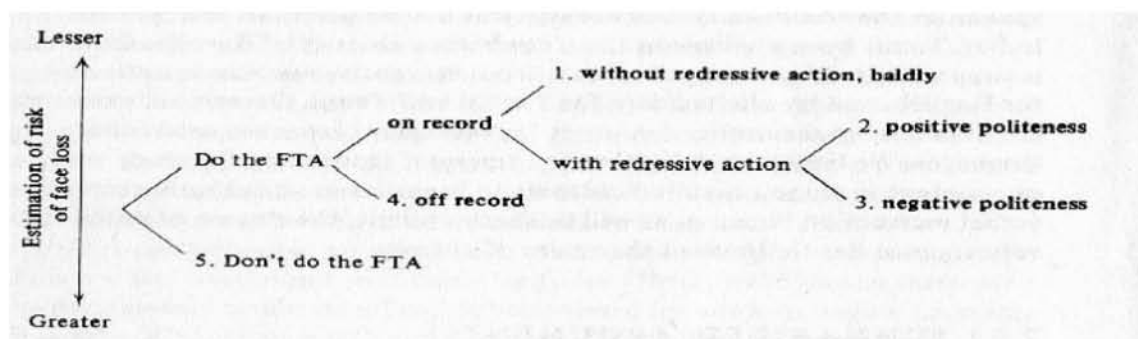 Lesser
Estimation of risk
of face loss
Greater
1. without redressive action, baldly
on record
2. positive politeness
Do the FTA
with redressive action
4. off record
3. negative politeness
5. Don't do the FTA